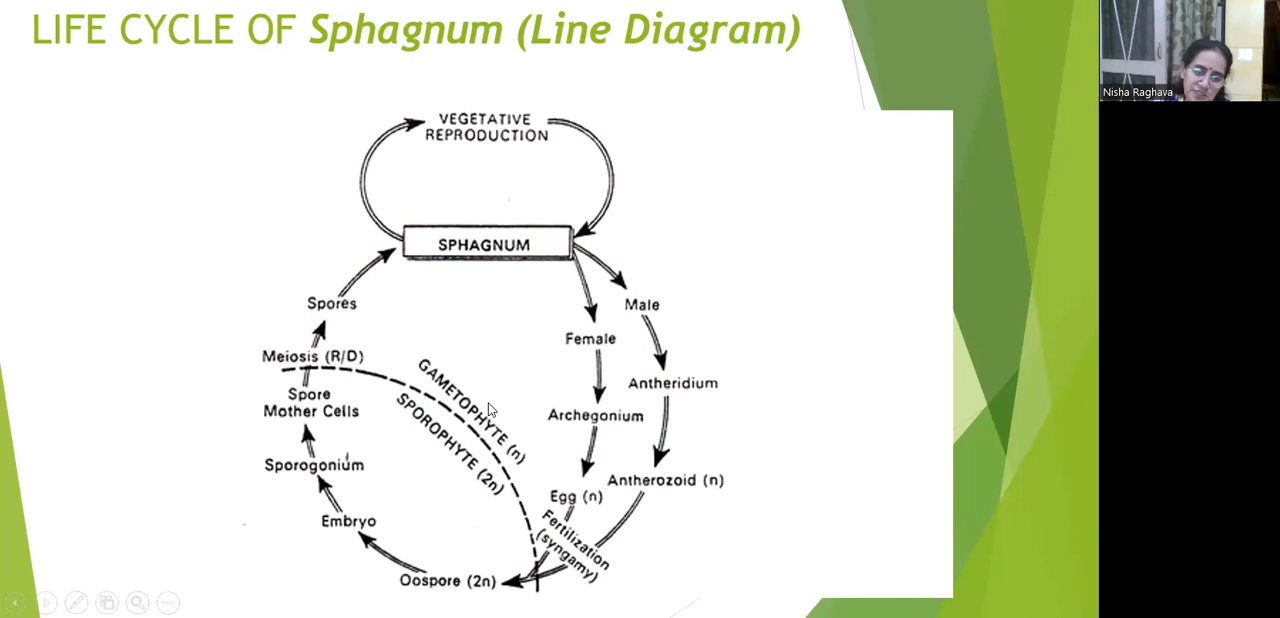 LIFE CYCLE OF Sphagnum (Line Diagram)
Nisha Raghava
VEGETATIVE
REPRODUCTION
SPHAGNUM
Spores
Male
Female
Meiosis (R/D)
Antheridium
Spore
Mother Cells
GAMETOPHYTE (n)
SPOROPHYTE (2n)
Archegonium
Sporogonium
Antherozoid (n)
Egg (n)
Embryo
Fertilization
(syngamy)
Oospore (2n)